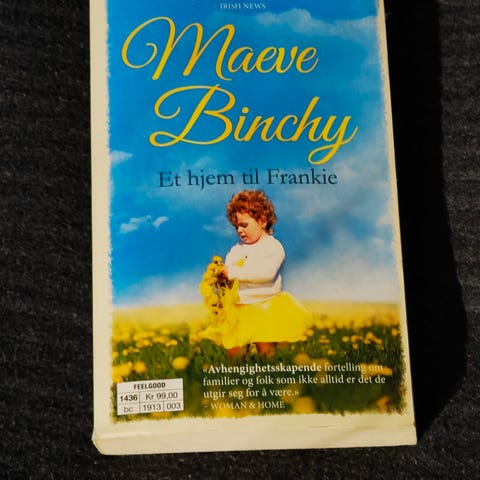 - IRISH NEWS
Maeve
Binchy
Et hjem til Frankie
«Avhengighetsskapende fortelling om
familier og folk som ikke alltid er det de
utgir seg for å være.»
- WOMAN & HOME
FEELGOOD
1436 Kr 99,00
bc 1913 003